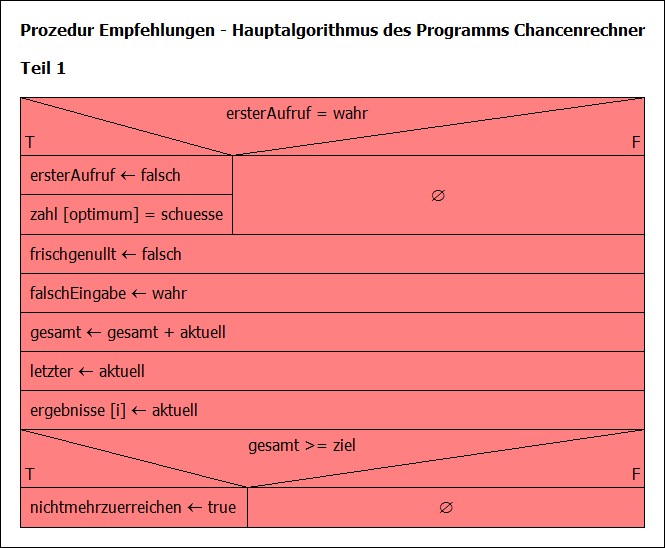 Prozedur Empfehlungen - Hauptalgorithmus des Programms Chancenrechner
Teil 1
ersterAufruf = wahr
T F
ersterAufruf ← falsch
∅
zahl [optimum] = schuesse
frischgenullt ← falsch
falschEingabe ← wahr
gesamt ← gesamt + aktuell
letzter ← aktuell
ergebnisse [i] ← aktuell
gesamt >= ziel
T F
nichtmehrzuerreichen ← true ∅